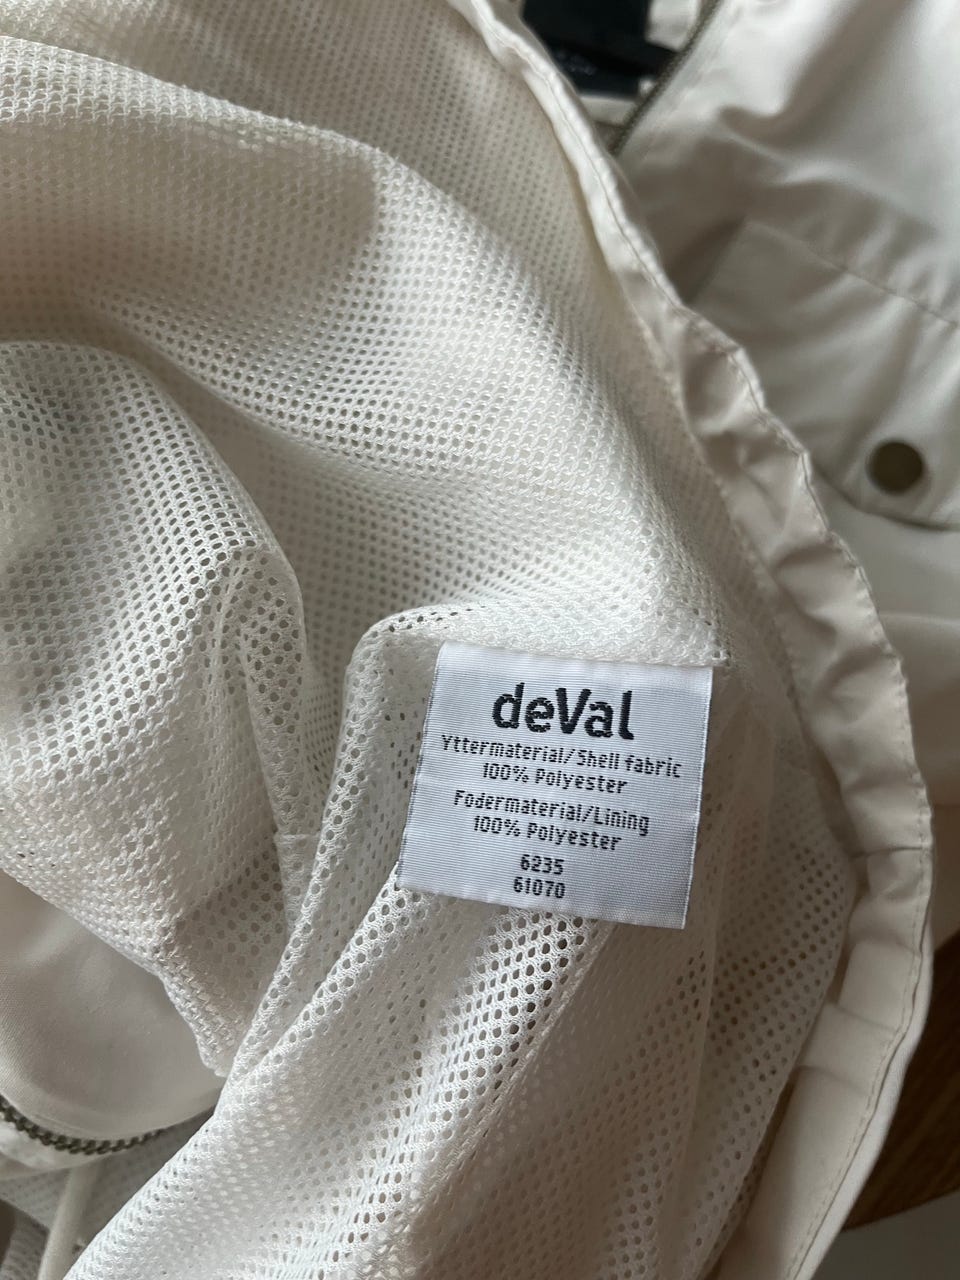 deVal
Yttermaterial/Shell fabric
100% Polyester
Fodermaterial/Lining
100% Polyester
6235
61070